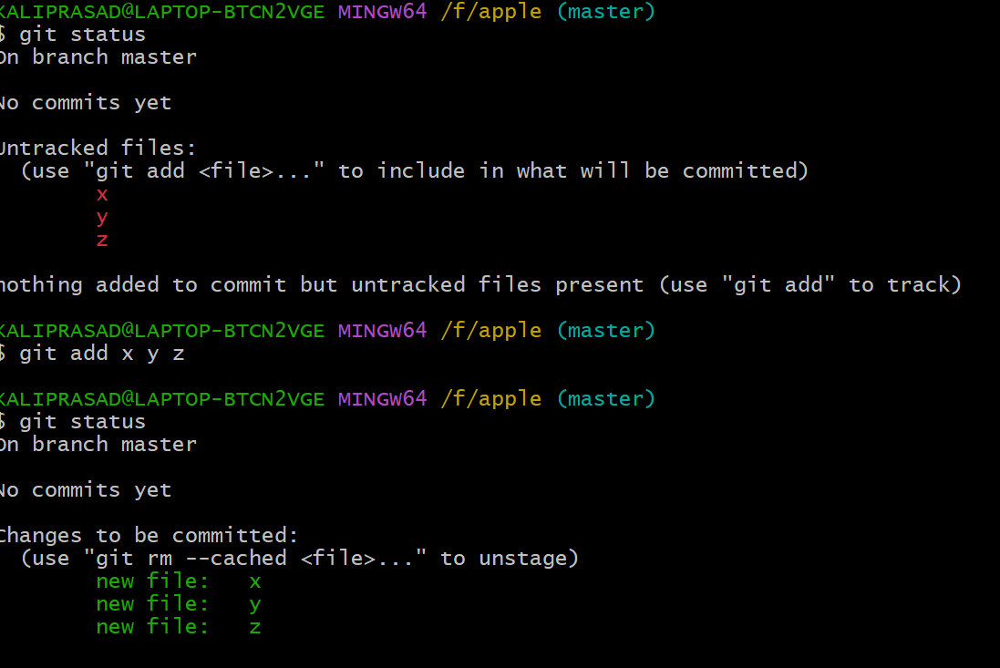 KALIPRASAD@LAPTOP-BTCN2VGE MINGW64 /f/apple (master)
$ git status
On branch master
No commits yet
Untracked files:
(use "git add <file>..." to include in what will be committed)
x
y
z
nothing added to commit but untracked files present (use "git add" to track)
KALIPRASAD@LAPTOP-BTCN2VGE MINGW64 /f/apple (master)
$ git add x y z
KALIPRASAD@LAPTOP-BTCN2VGE MINGW64 /f/apple (master)
$ git status
On branch master
No commits yet
Changes to be committed:
(use "git rm --cached <file>..." to unstage)
new file:   x
new file:   y
new file:   z